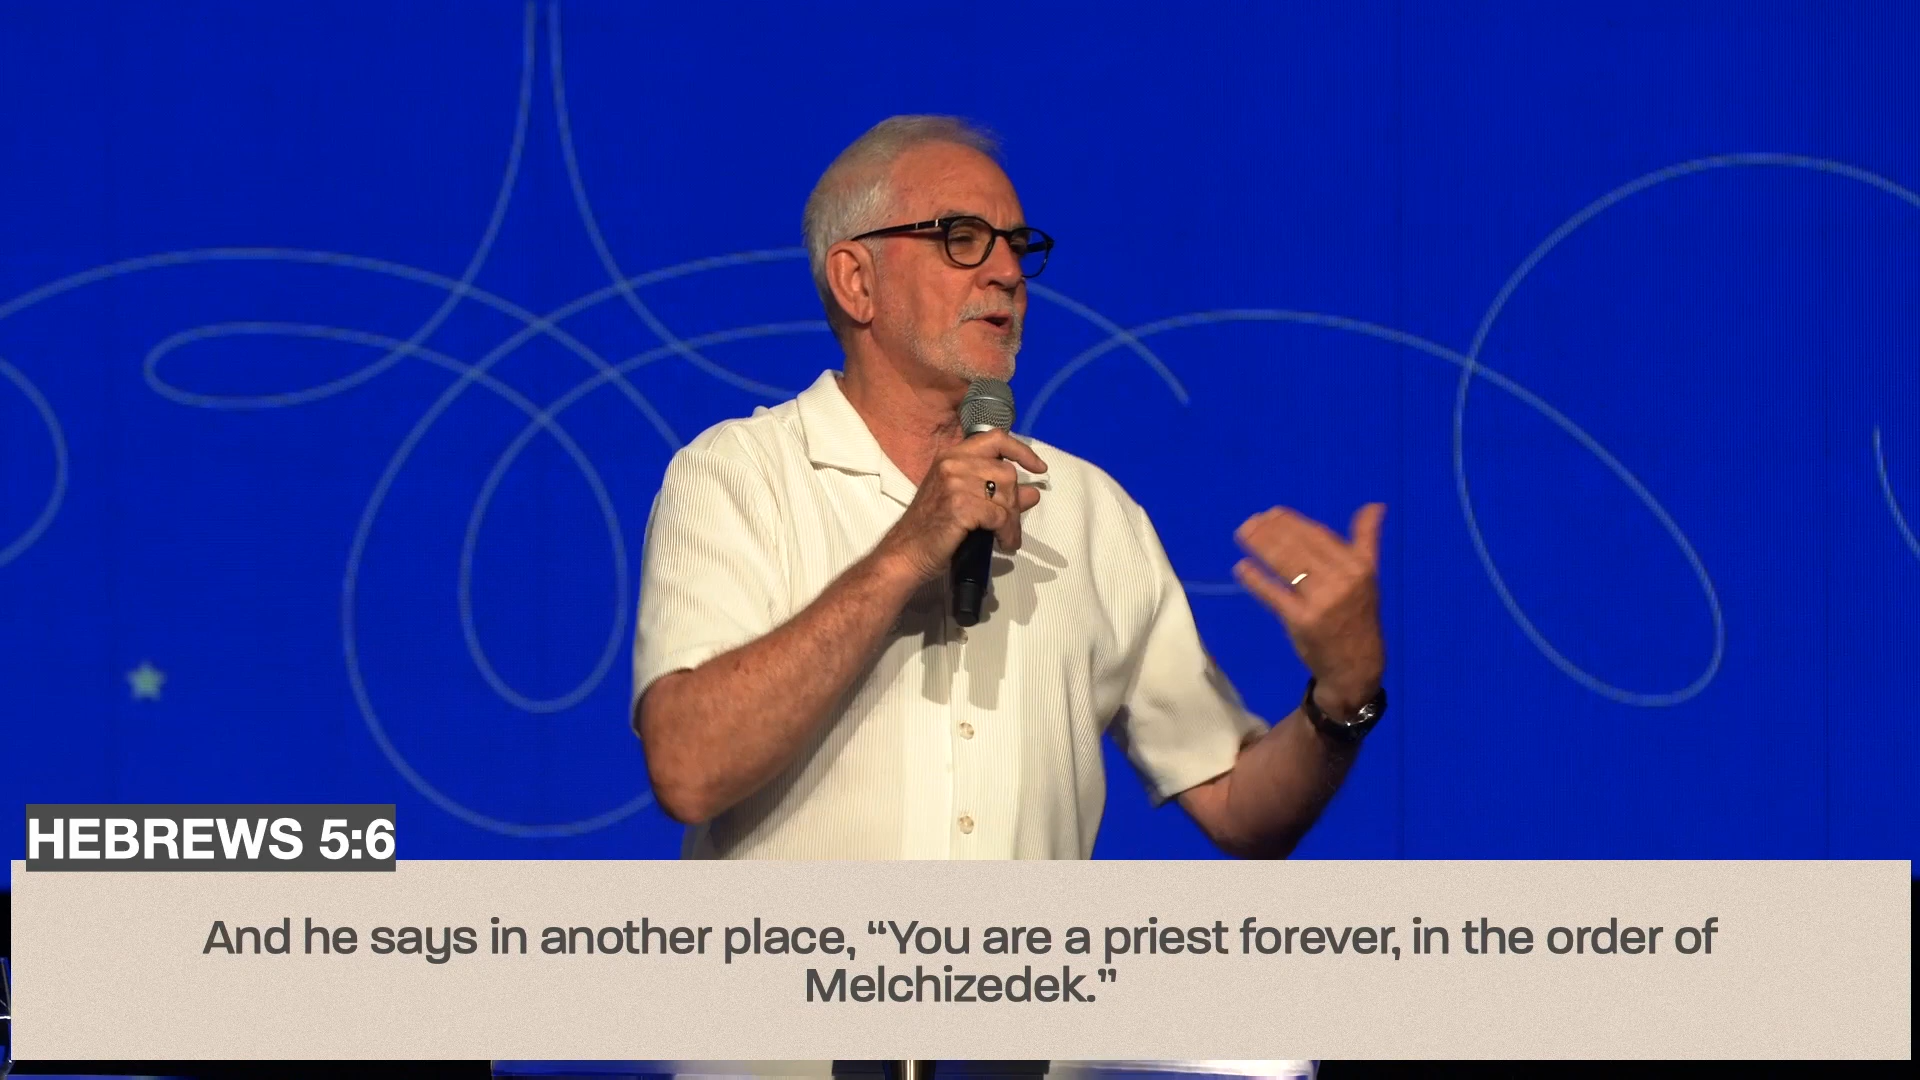 HEBREWS 5:6
And he says in another place, “You are a priest forever, in the order of
Melchizedek.”